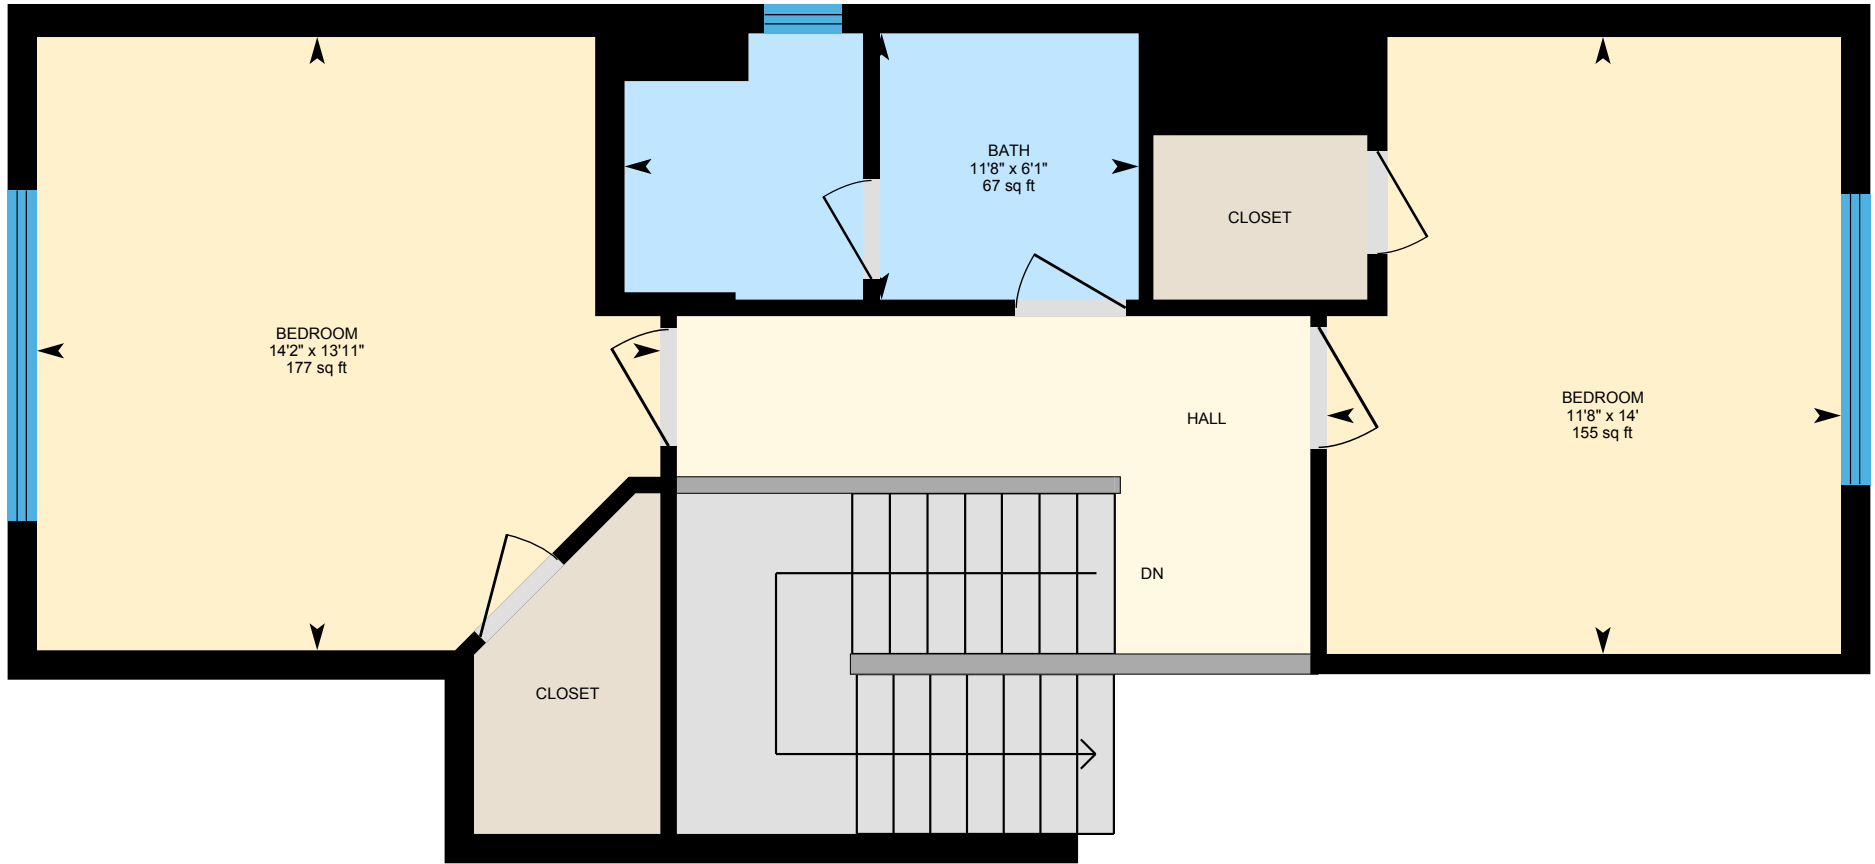 BATH
11'8" x 6'1"
67 sq ft
CLOSET
BEDROOM
14'2" x 13'11"
177 sq ft
HALL
BEDROOM
11'8" x 14'
155 sq ft
DN
CLOSET